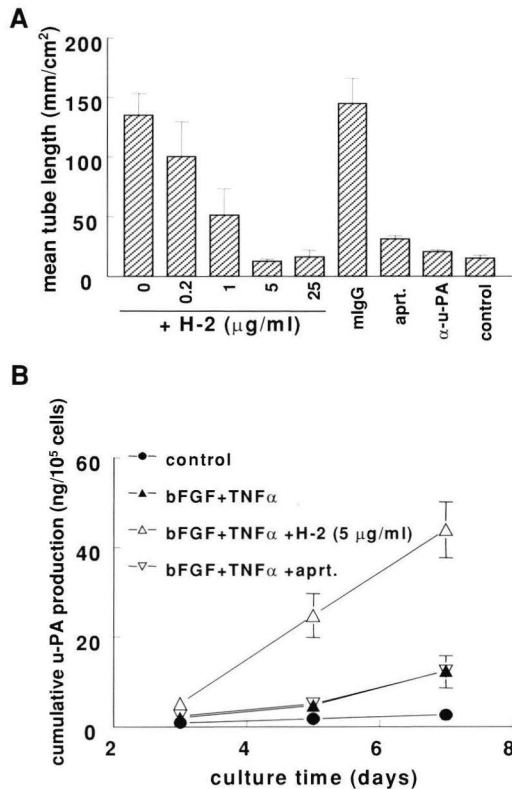 A
mean tube length (mm/cm²)
200
150
100
50
0
0 0.2 1 5 25 mIgG aprt. α-u-PA control
+ H-2 (μg/ml)
B
cumulative u-PA production (ng/10⁵ cells)
60
40
20
0
control
bFGF+TNFα
bFGF+TNFα +H-2 (5 μg/ml)
bFGF+TNFα +aprt.
2 4 6 8
culture time (days)